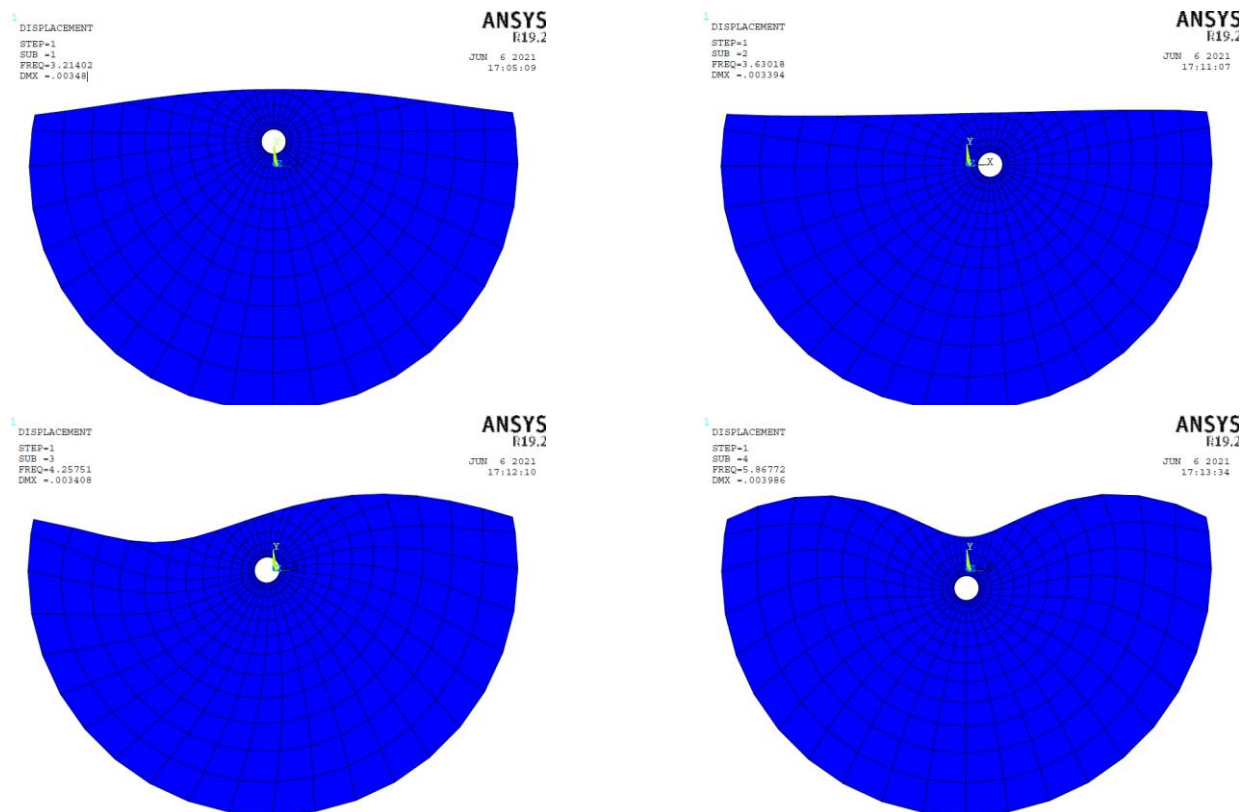 1
DISPLACEMENT
STEP=1
SUB =1
FREQ=3.21402
DMX =.00348
ANSYS
R19.2
JUN 6 2021
17:05:09
Y
Z
1
DISPLACEMENT
STEP=1
SUB =2
FREQ=3.63018
DMX =.003394
ANSYS
R19.2
JUN 6 2021
17:11:07
Y
Z X
1
DISPLACEMENT
STEP=1
SUB =3
FREQ=4.25751
DMX =.003408
ANSYS
R19.2
JUN 6 2021
17:12:10
Y
1
DISPLACEMENT
STEP=1
SUB =4
FREQ=5.86772
DMX =.003986
ANSYS
R19.2
JUN 6 2021
17:13:34
Y